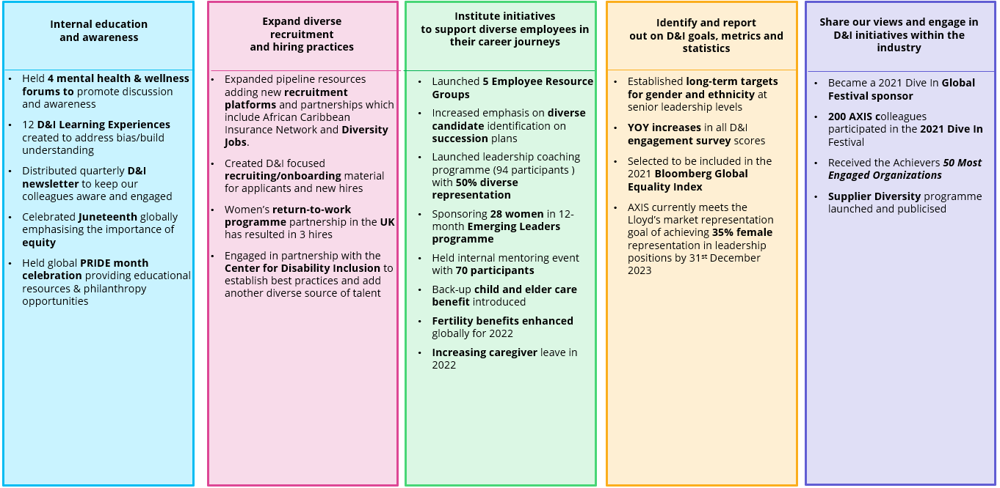 Internal education
and awareness
• Held 4 mental health & wellness
forums to promote discussion
and awareness
• 12 D&I Learning Experiences
created to address bias/build
understanding
• Distributed quarterly D&I
newsletter to keep our
colleagues aware and engaged
• Celebrated Juneteenth globally
emphasising the importance of
equity
• Held global PRIDE month
celebration providing educational
resources & philanthropy
opportunities
Expand diverse
recruitment
and hiring practices
• Expanded pipeline resources
adding new recruitment
platforms and partnerships which
include African Caribbean
Insurance Network and Diversity
Jobs.
• Created D&I focused
recruiting/onboarding material
for applicants and new hires
• Women’s return-to-work
programme partnership in the UK
has resulted in 3 hires
• Engaged in partnership with the
Center for Disability Inclusion to
establish best practices and add
another diverse source of talent
Institute initiatives
to support diverse employees in
their career journeys
• Launched 5 Employee Resource
Groups
• Increased emphasis on diverse
candidate identification on
succession plans
• Launched leadership coaching
programme (94 participants )
with 50% diverse
representation
• Sponsoring 28 women in 12-
month Emerging Leaders
programme
• Held internal mentoring event
with 70 participants
• Back-up child and elder care
benefit introduced
• Fertility benefits enhanced
globally for 2022
• Increasing caregiver leave in
2022
Identify and report
out on D&I goals, metrics and
statistics
• Established long-term targets
for gender and ethnicity at
senior leadership levels
• YOY increases in all D&I
engagement survey scores
• Selected to be included in the
2021 Bloomberg Global
Equality Index
• AXIS currently meets the
Lloyd’s market representation
goal of achieving 35% female
representation in leadership
positions by 31st December
2023
Share our views and engage in
D&I initiatives within the
industry
• Became a 2021 Dive In Global
Festival sponsor
• 200 AXIS colleagues
participated in the 2021 Dive In
Festival
• Received the Achievers 50 Most
Engaged Organizations
• Supplier Diversity programme
launched and publicised